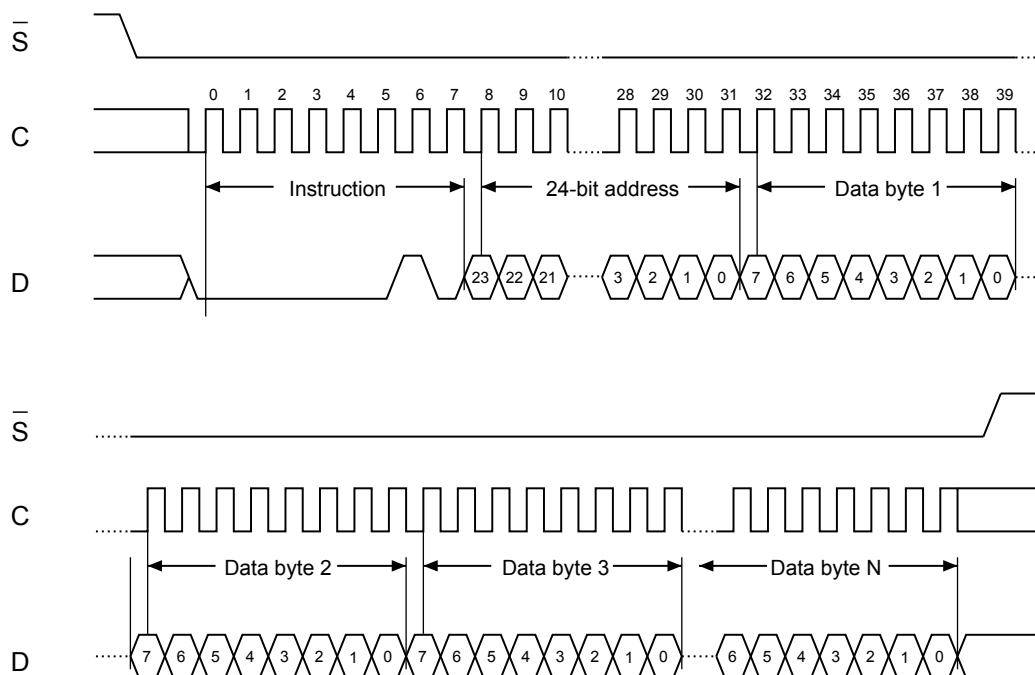 S̅
0 1 2 3 4 5 6 7 8 9 10 28 29 30 31 32 33 34 35 36 37 38 39
C
Instruction 24-bit address Data byte 1
D
23 22 21 3 2 1 0 7 6 5 4 3 2 1 0
S̅
C
Data byte 2 Data byte 3 Data byte N
D
7 6 5 4 3 2 1 0 7 6 5 4 3 2 1 0 6 5 4 3 2 1 0